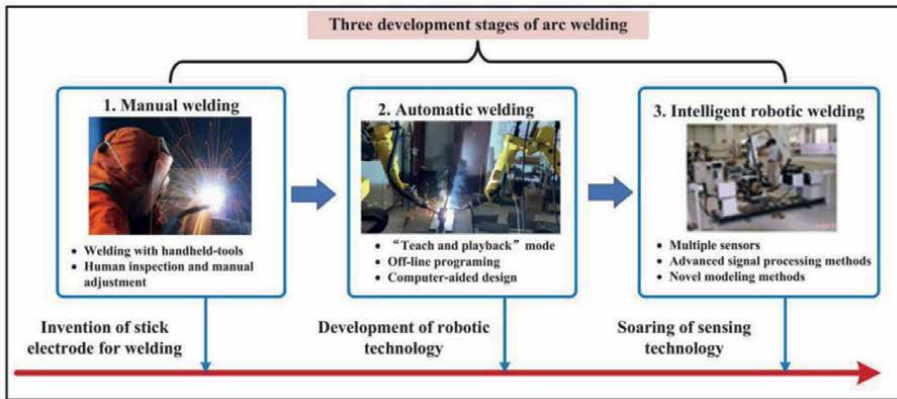 Three development stages of arc welding
1. Manual welding
• Welding with handheld-tools
• Human inspection and manual
adjustment
2. Automatic welding
• “Teach and playback” mode
• Off-line programing
• Computer-aided design
3. Intelligent robotic welding
• Multiple sensors
• Advanced signal processing methods
• Novel modeling methods
Invention of stick
electrode for welding
Development of robotic
technology
Soaring of sensing
technology